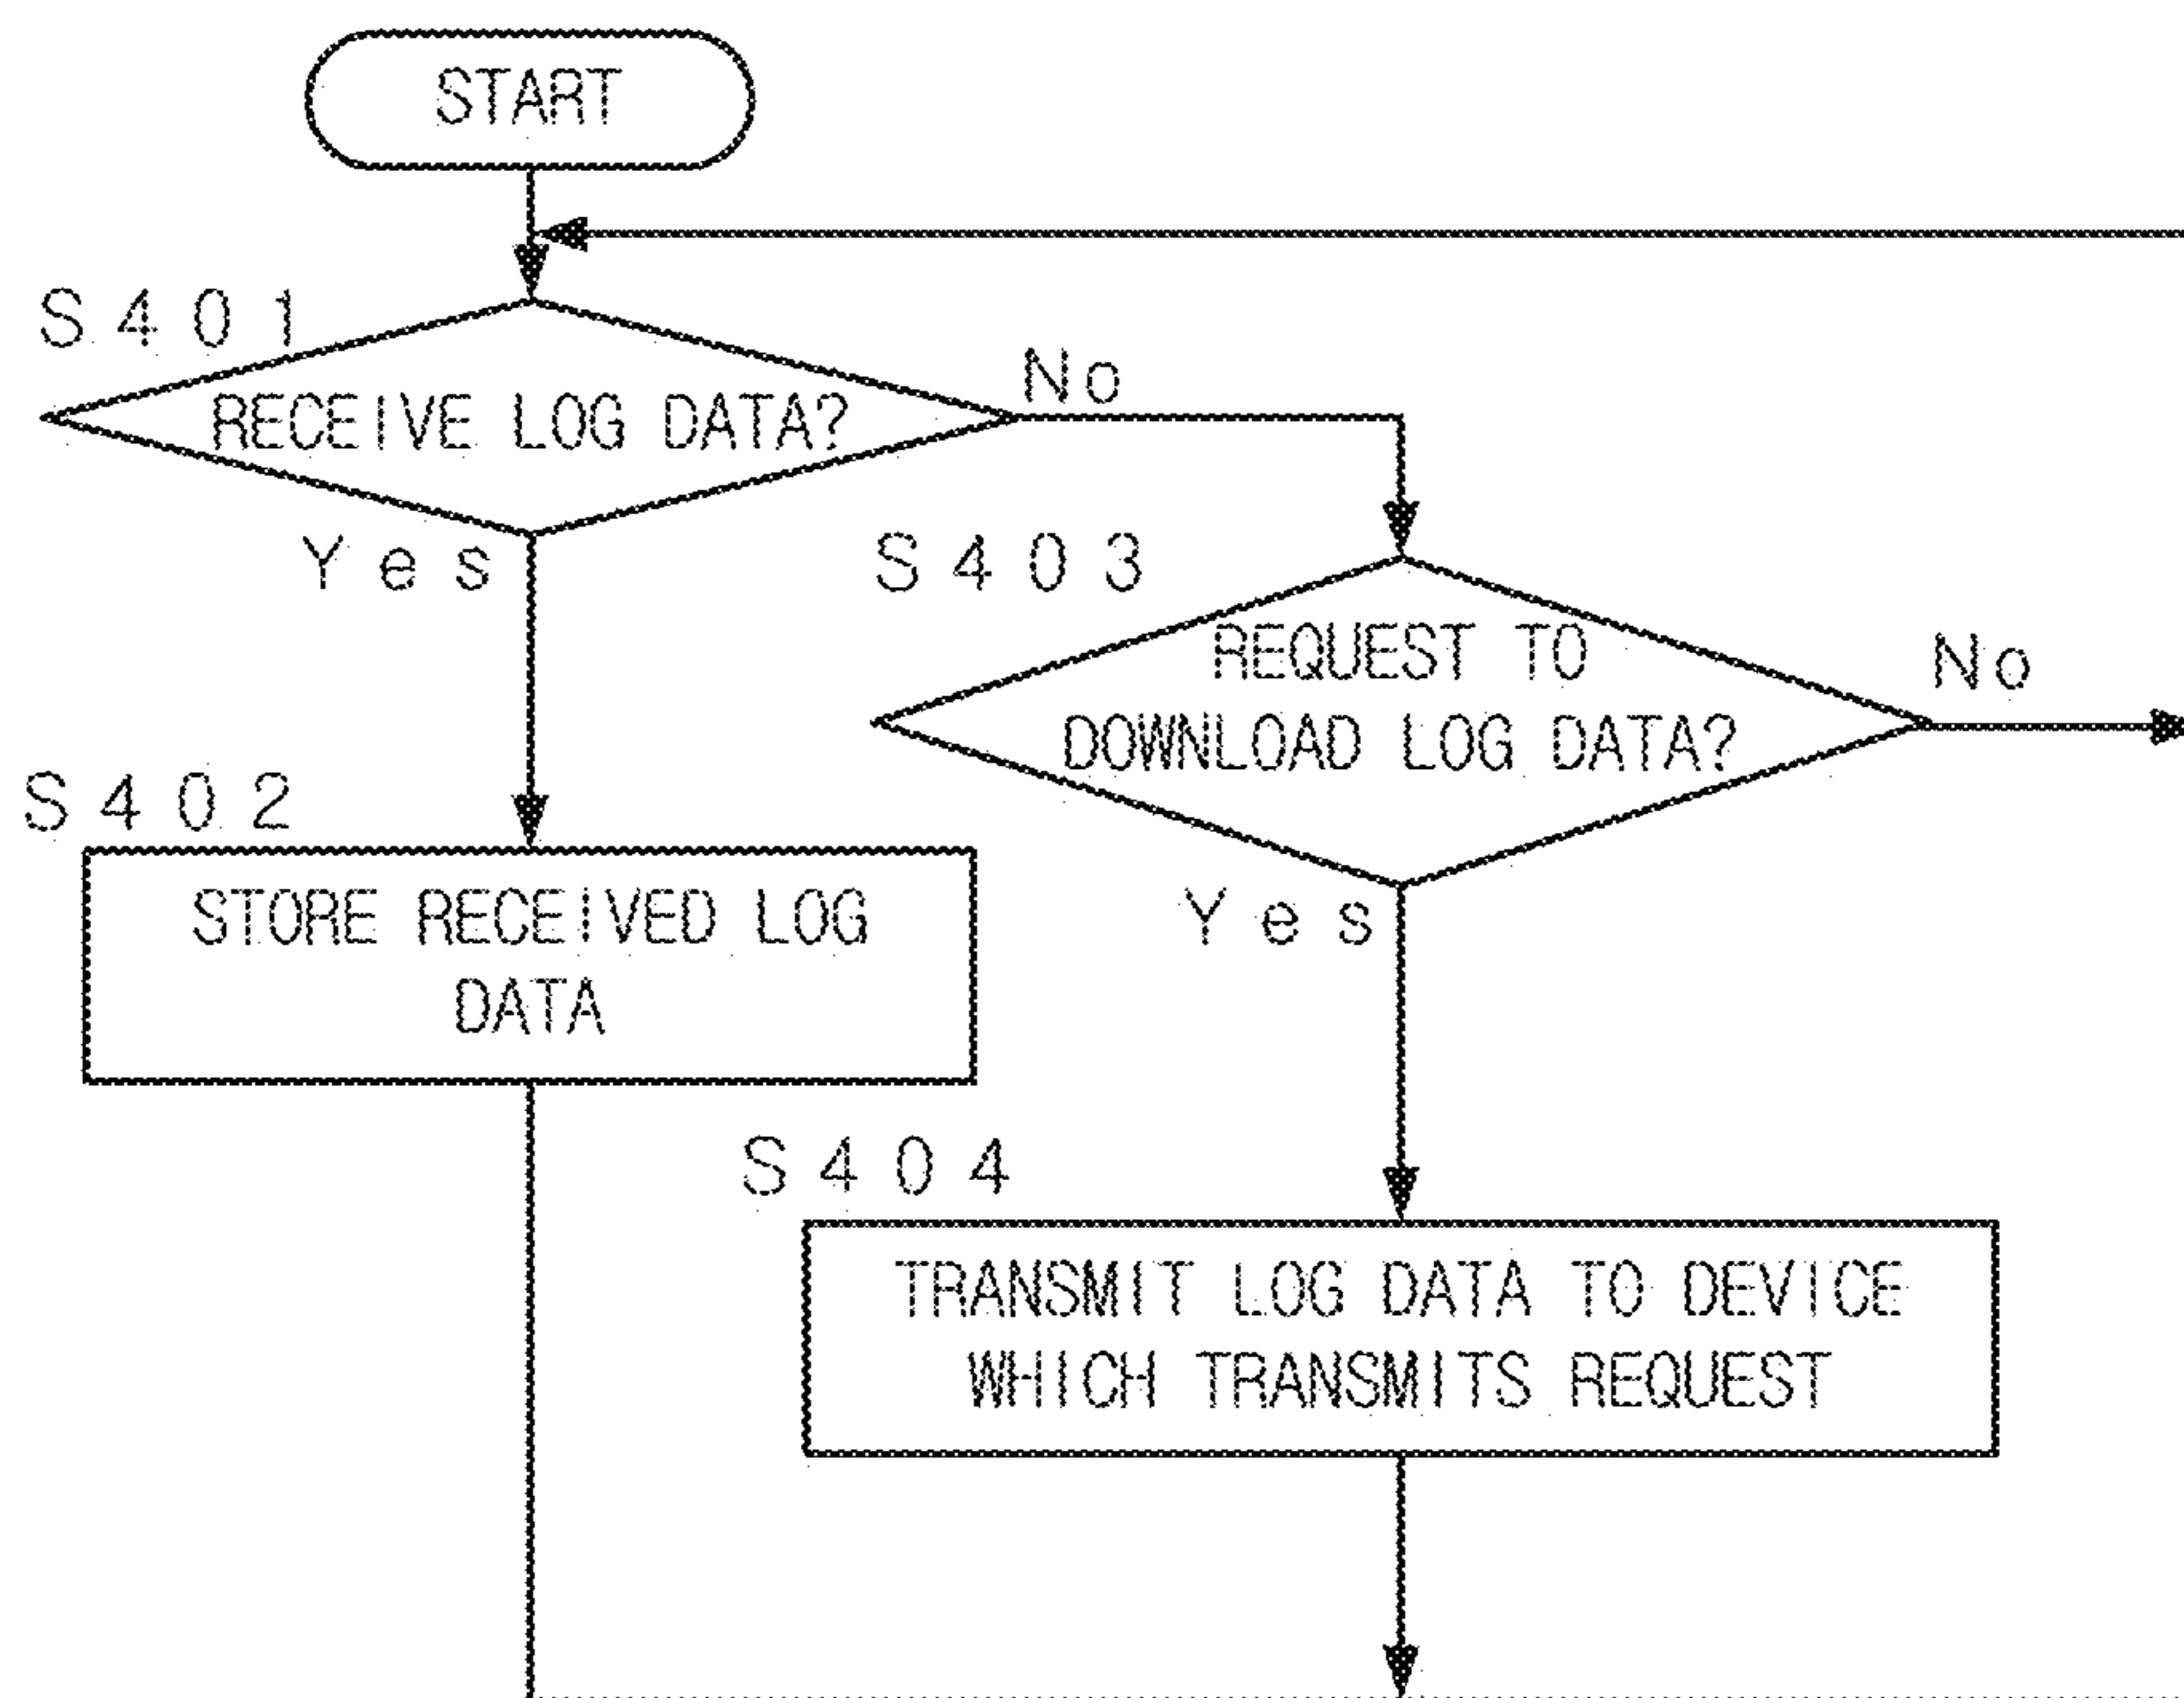 START
S401
RECEIVE LOG DATA?
No
Yes
S403
REQUEST TO
DOWNLOAD LOG DATA?
No
Yes
S402
STORE RECEIVED LOG
DATA
S404
TRANSMIT LOG DATA TO DEVICE
WHICH TRANSMITS REQUEST